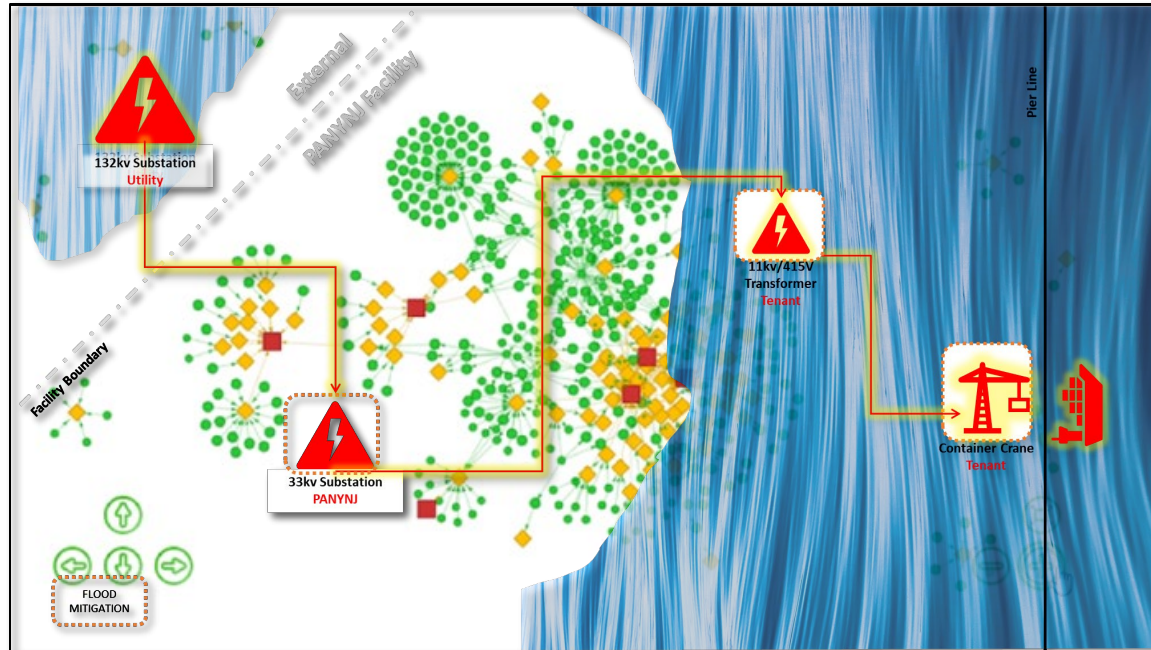 External
PANYNJ Facility
Facility Boundary
Pier Line
132kv Substation
Utility
11kv/415V
Transformer
Tenant
Container Crane
Tenant
33kv Substation
PANYNJ
FLOOD
MITIGATION